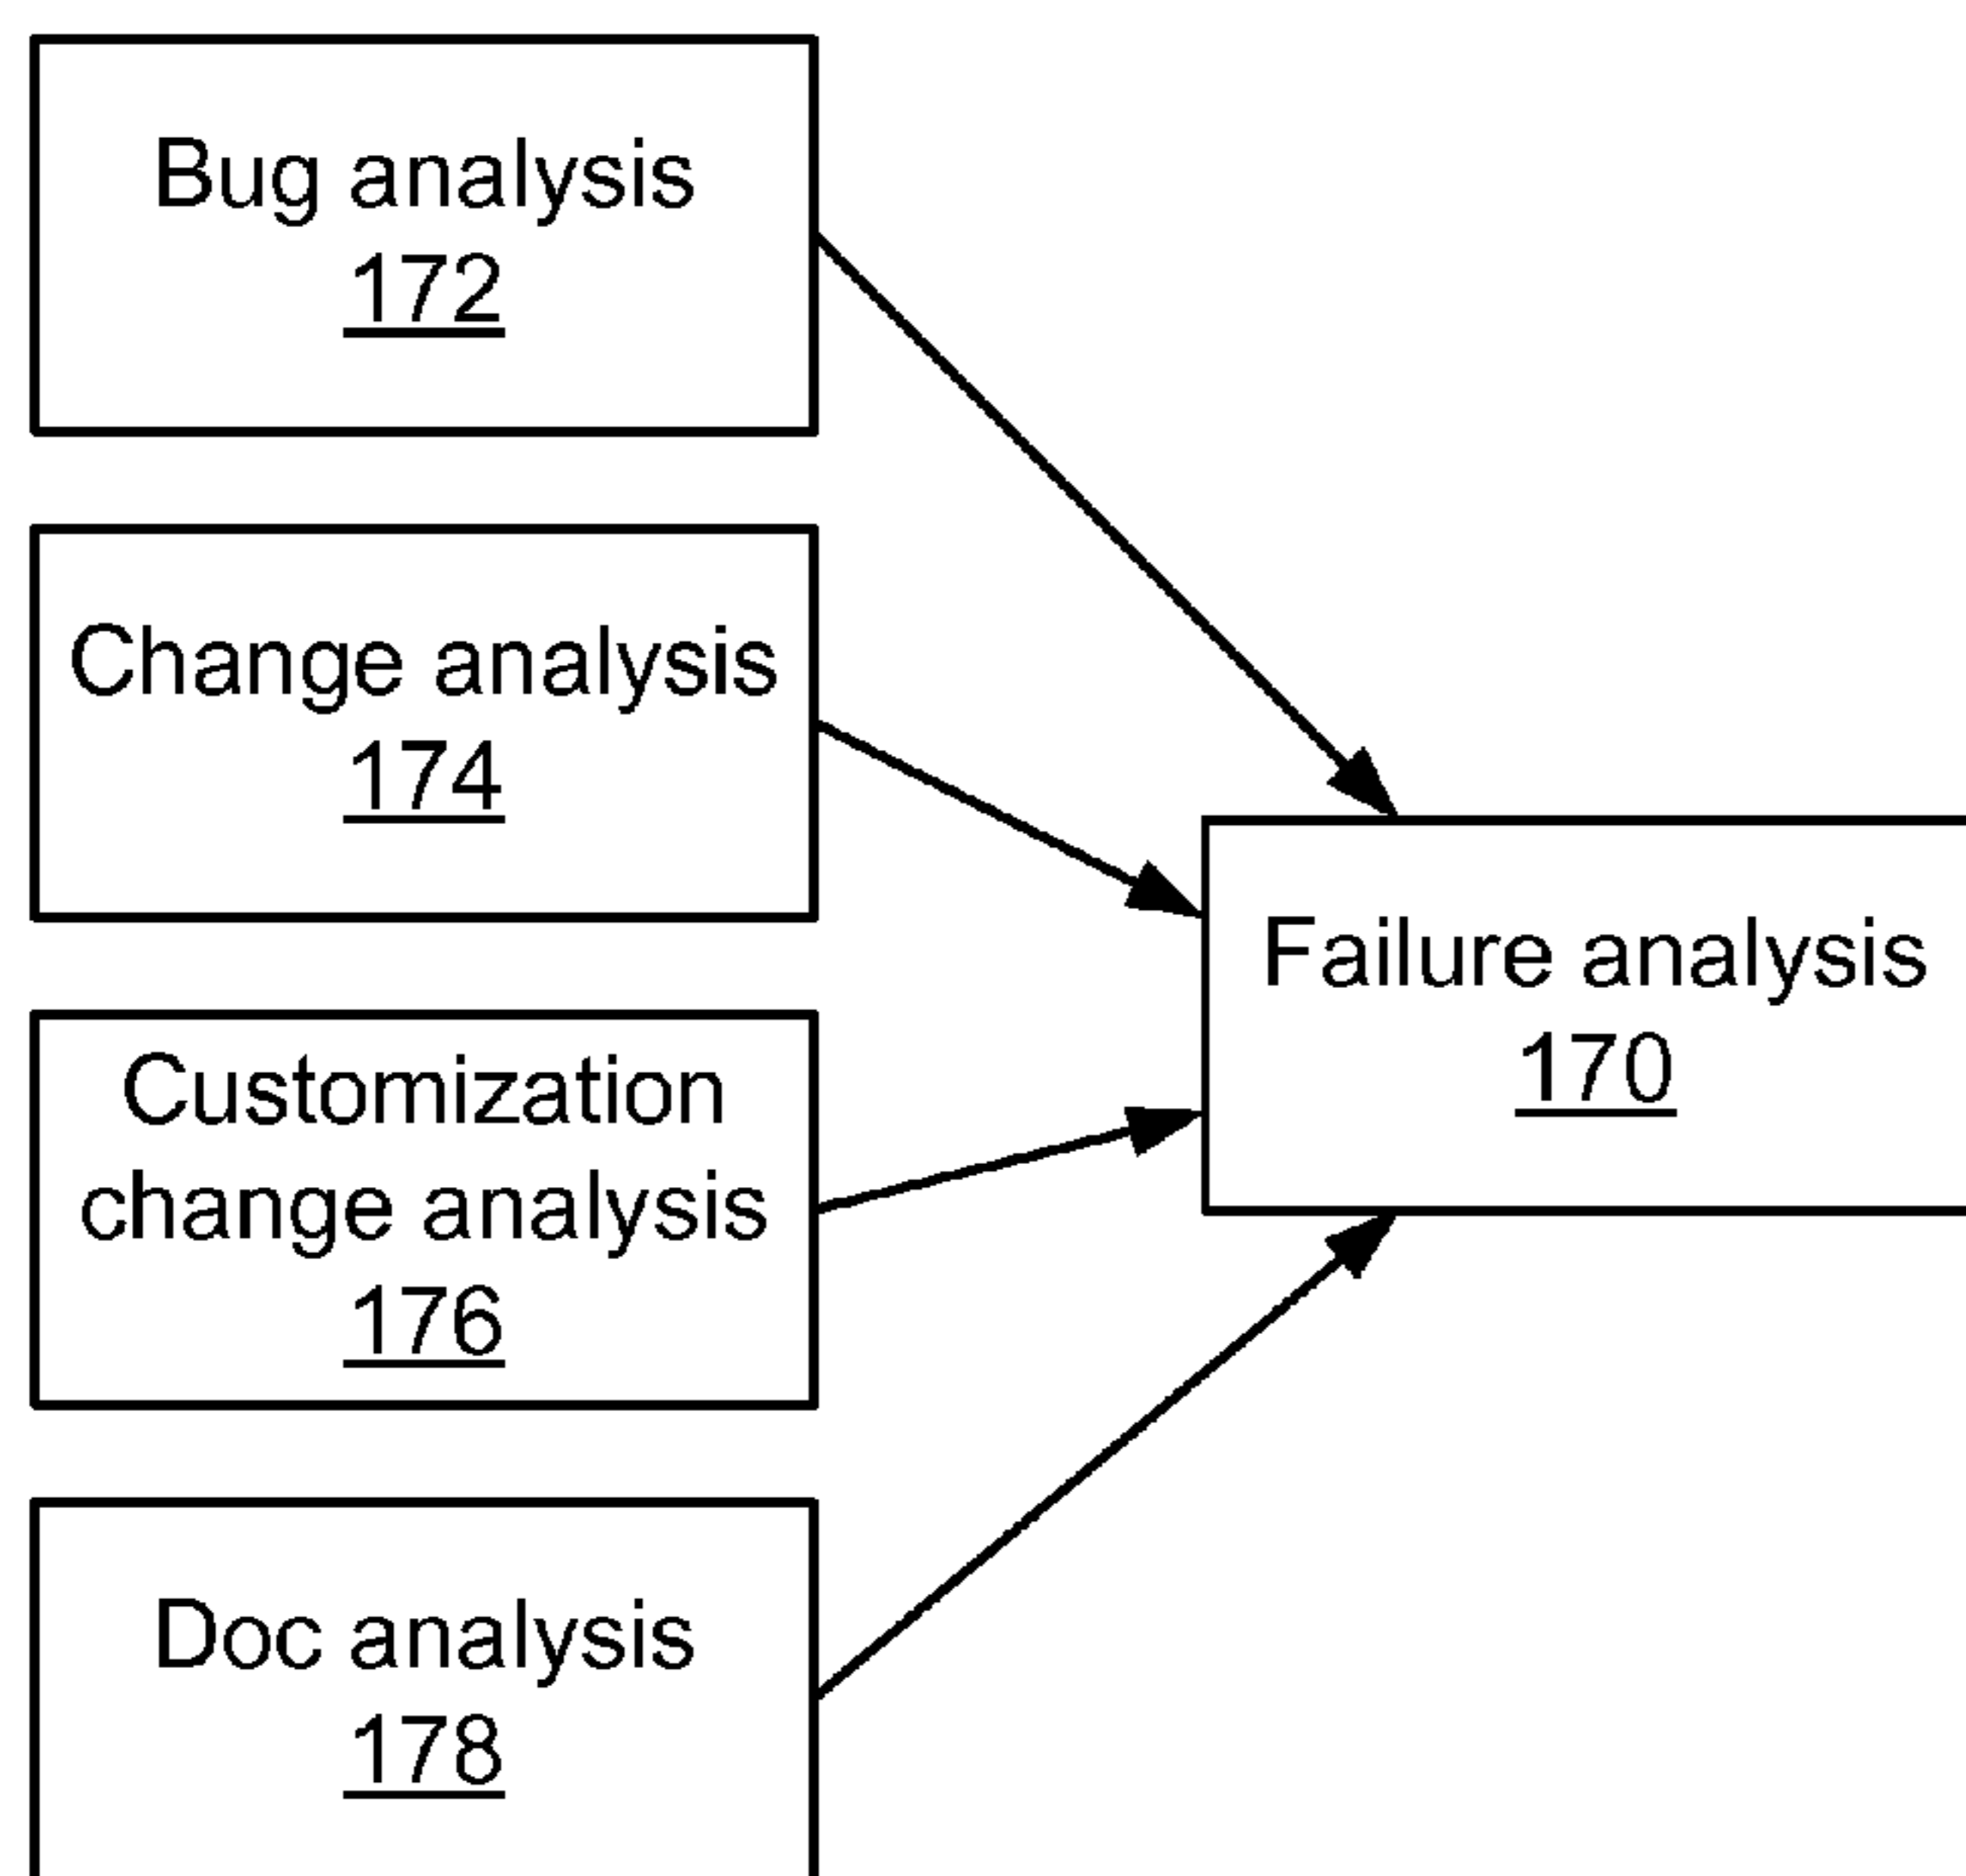 Bug analysis
172
Change analysis
174
Customization
change analysis
176
Doc analysis
178
Failure analysis
170